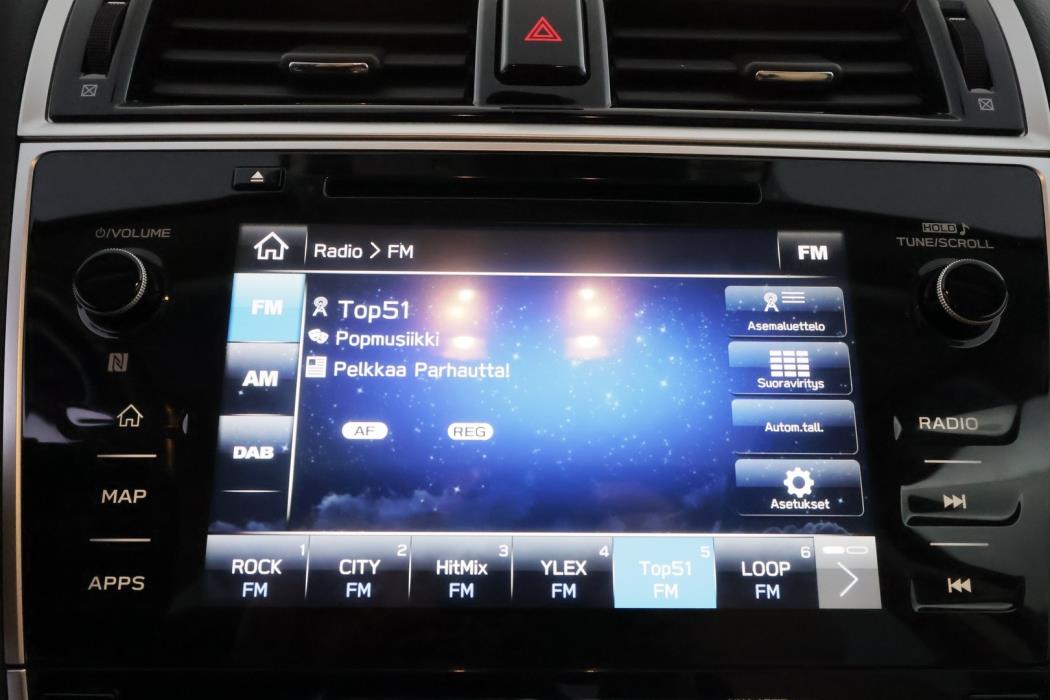 /VOLUME
HOLD
TUNE/SCROLL
Radio > FM
FM
FM
AM
DAB
Top51
Popmusiikki
Pelkkaa Parhautta!
AF
REG
Asemaluettelo
Suoraviritys
Autom.tall.
Asetukset
MAP
APPS
RADIO
1
ROCK
FM
2
CITY
FM
3
HitMix
FM
4
YLEX
FM
5
Top51
FM
6
LOOP
FM